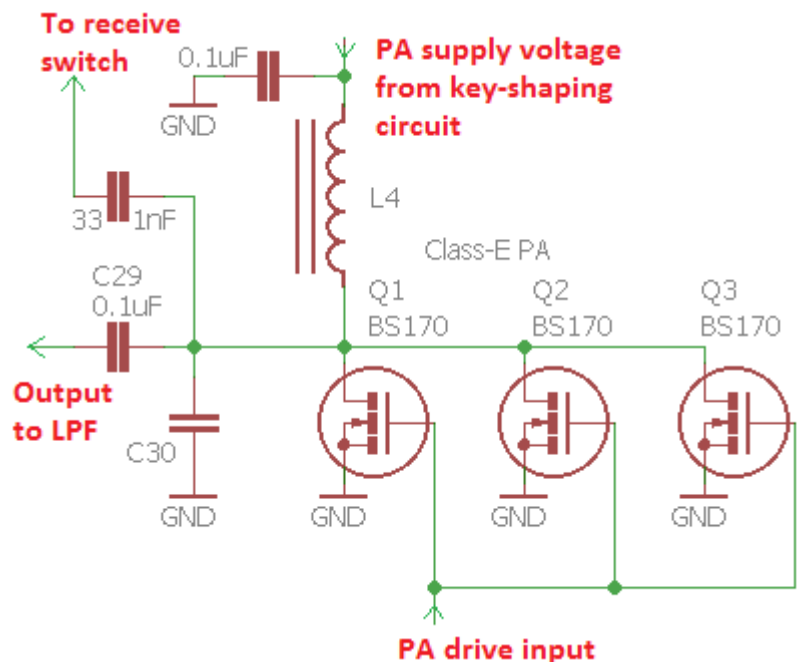 To receive
switch
0.1uF
PA supply voltage
from key-shaping
circuit
GND
L4
33 1nF
Class-E PA
C29
0.1uF
Q1
BS170
Q2
BS170
Q3
BS170
Output
to LPF
C30
GND
GND
GND
GND
PA drive input